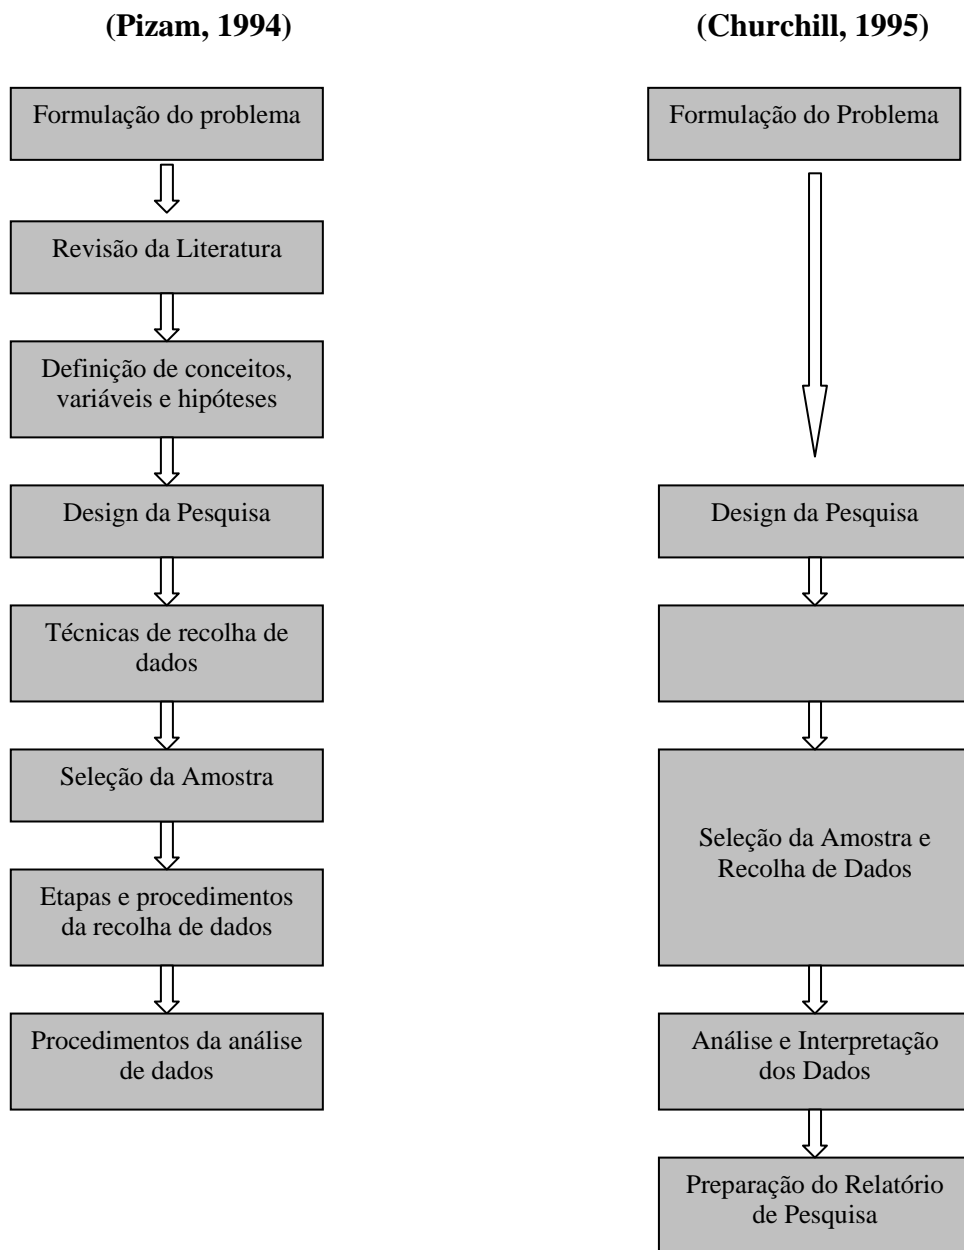 (Pizam, 1994)
Formulação do problema
Revisão da Literatura
Definição de conceitos,
variáveis e hipóteses
Design da Pesquisa
Técnicas de recolha de
dados
Seleção da Amostra
Etapas e procedimentos
da recolha de dados
Procedimentos da análise
de dados
(Churchill, 1995)
Formulação do Problema
Design da Pesquisa
Seleção da Amostra e
Recolha de Dados
Análise e Interpretação
dos Dados
Preparação do Relatório
de Pesquisa